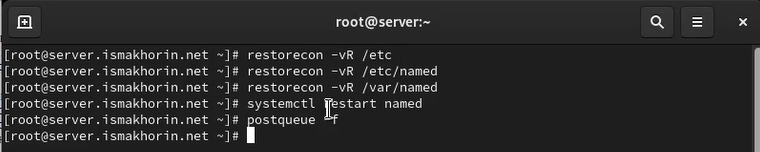 root@server:~
[root@server.ismakhorin.net ~]# restorecon -vR /etc
[root@server.ismakhorin.net ~]# restorecon -vR /etc/named
[root@server.ismakhorin.net ~]# restorecon -vR /var/named
[root@server.ismakhorin.net ~]# systemctl restart named
[root@server.ismakhorin.net ~]# postqueue -f
[root@server.ismakhorin.net ~]#